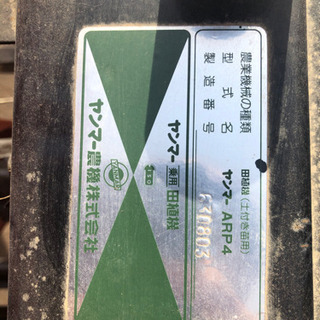 農業機械の種類 田植機(土付き苗用)
型式名 ヤンマー ARP4
製造番号 F30803
ヤンマー乗用田植機
ヤンマー農機株式会社